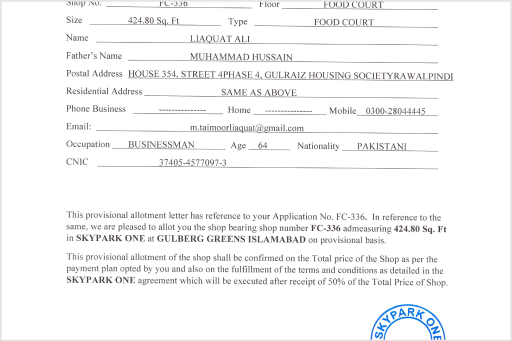 Shop No. FC-336 Floor FOOD COURT
Size 424.80 Sq. Ft Type FOOD COURT
Name LIAQUAT ALI
Father's Name MUHAMMAD HUSSAIN
Postal Address HOUSE 354, STREET 4PHASE 4, GULRAIZ HOUSING SOCIETYRAWALPINDI
Residential Address SAME AS ABOVE
Phone Business --------------- Home --------------- Mobile 0300-28044445
Email: m.taimoorliaquat@gmail.com
Occupation BUSINESSMAN Age 64 Nationality PAKISTANI
CNIC 37405-4577097-3
This provisional allotment letter has reference to your Application No. FC-336. In reference to the
same, we are pleased to allot you the shop bearing shop number FC-336 admeasuring 424.80 Sq. Ft
in SKYPARK ONE at GULBERG GREENS ISLAMABAD on provisional basis.
This provisional allotment of the shop shall be confirmed on the Total price of the Shop as per the
payment plan opted by you and also on the fulfillment of the terms and conditions as detailed in the
SKYPARK ONE agreement which will be executed after receipt of 50% of the Total Price of Shop.
SKYPARK ONE